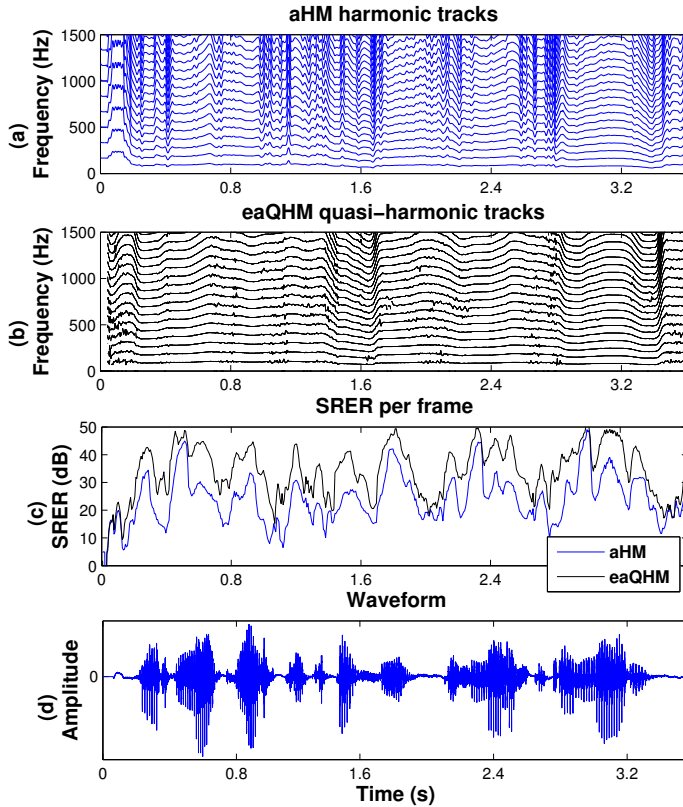 aHM harmonic tracks
(a)
Frequency (Hz)
1500
1000
500
0
0 0.8 1.6 2.4 3.2
eaQHM quasi−harmonic tracks
(b)
Frequency (Hz)
1500
1000
500
0
0 0.8 1.6 2.4 3.2
SRER per frame
(c)
SRER (dB)
50
40
30
20
10
0
aHM
eaQHM
0 0.8 1.6 2.4
Waveform
(d)
Amplitude
0
0 0.8 1.6 2.4 3.2
Time (s)